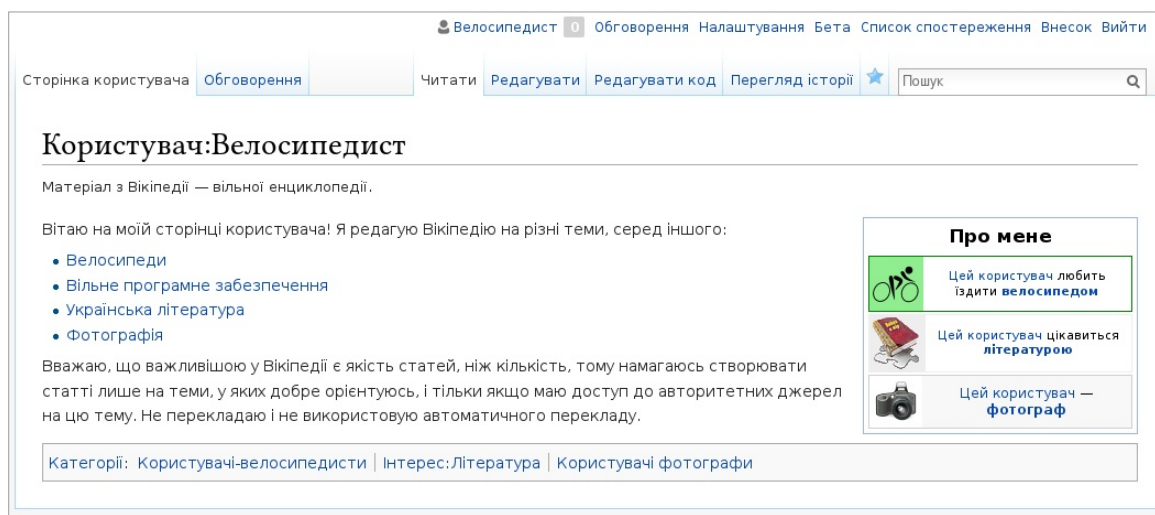 Велосипедист 0 Обговорення Налаштування Бета Список спостереження Внесок Вийти
Сторінка користувача Обговорення Читати Редагувати Редагувати код Перегляд історії Пошук
Користувач:Велосипедист
Матеріал з Вікіпедії — вільної енциклопедії.
Вітаю на моїй сторінці користувача! Я редагую Вікіпедію на різні теми, серед іншого:
• Велосипеди
• Вільне програмне забезпечення
• Українська література
• Фотографія
Вважаю, що важливішою у Вікіпедії є якість статей, ніж кількість, тому намагаюсь створювати
статті лише на теми, у яких добре орієнтуюсь, і тільки якщо маю доступ до авторитетних джерел
на цю тему. Не перекладаю і не використовую автоматичного перекладу.
Про мене
Цей користувач любить
їздити велосипедом
Цей користувач цікавиться
літературою
Цей користувач —
фотограф
Категорії: Користувачі-велосипедисти | Інтерес:Література | Користувачі фотографи